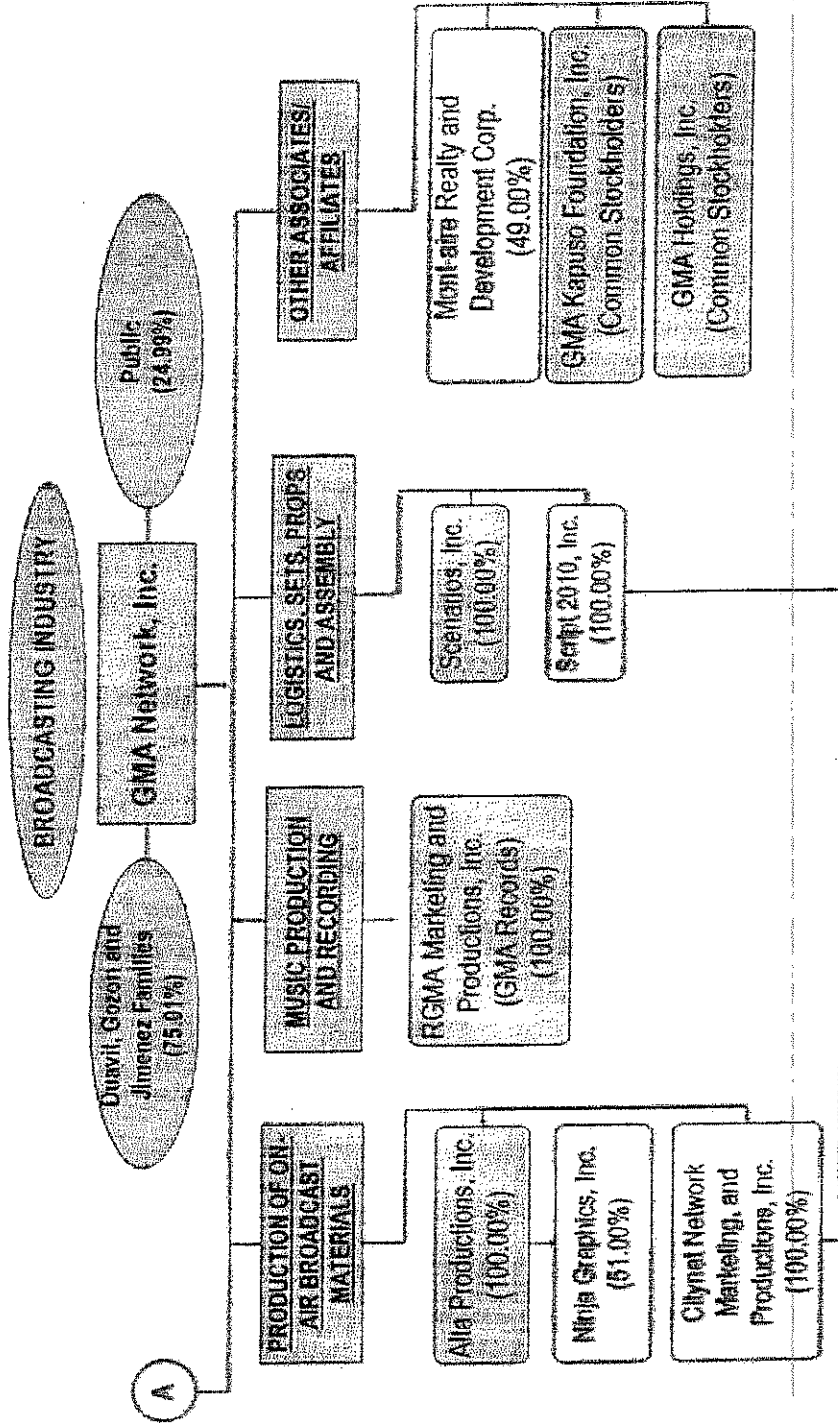 BROADCASTING INDUSTRY
Duavit, Gozon and
Jimenez Families
(75.01%)
GMA Network, Inc.
Public
(24.99%)
A
PRODUCTION OF ON-
AIR BROADCAST
MATERIALS
Alta Productions, Inc.
(100.00%)
Ninja Graphics, Inc.
(51.00%)
Citynet Network
Marketing, and
Productions, Inc.
(100.00%)
MUSIC PRODUCTION
AND RECORDING
RGMA Marketing and
Productions, Inc.
(GMA Records)
(100.00%)
LOGISTICS, SETS, PROPS
AND ASSEMBLY
Scenarios, Inc.
(100.00%)
Script 2010, Inc.
(100.00%)
OTHER ASSOCIATES/
AFFILIATES
Mont-aire Realty and
Development Corp.
(49.00%)
GMA Kapuso Foundation, Inc.
(Common Stockholders)
GMA Holdings, Inc.
(Common Stockholders)